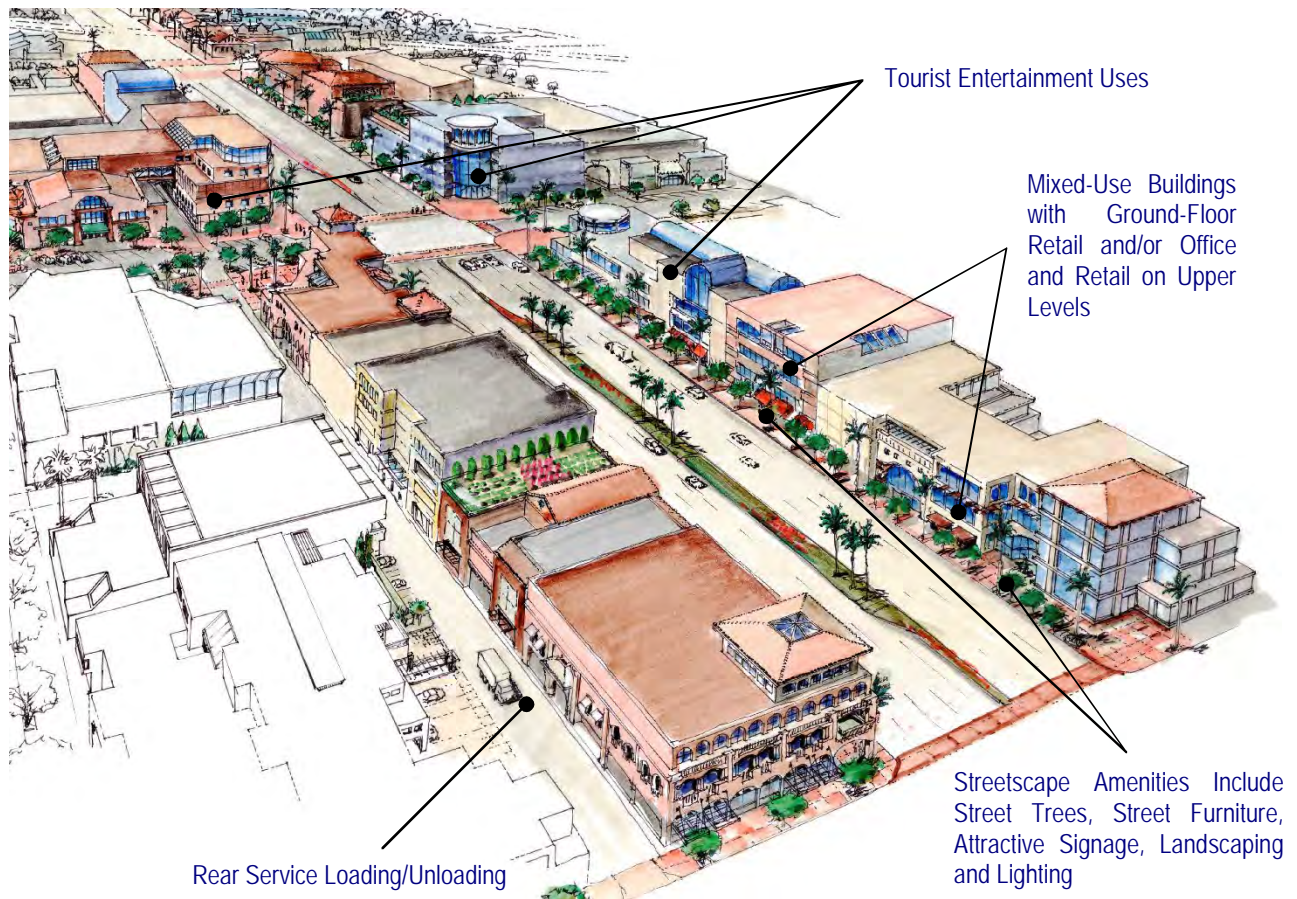 Tourist Entertainment Uses
Mixed-Use Buildings
with Ground-Floor
Retail and/or Office
and Retail on Upper
Levels
Streetscape Amenities Include
Street Trees, Street Furniture,
Attractive Signage, Landscaping
and Lighting
Rear Service Loading/Unloading